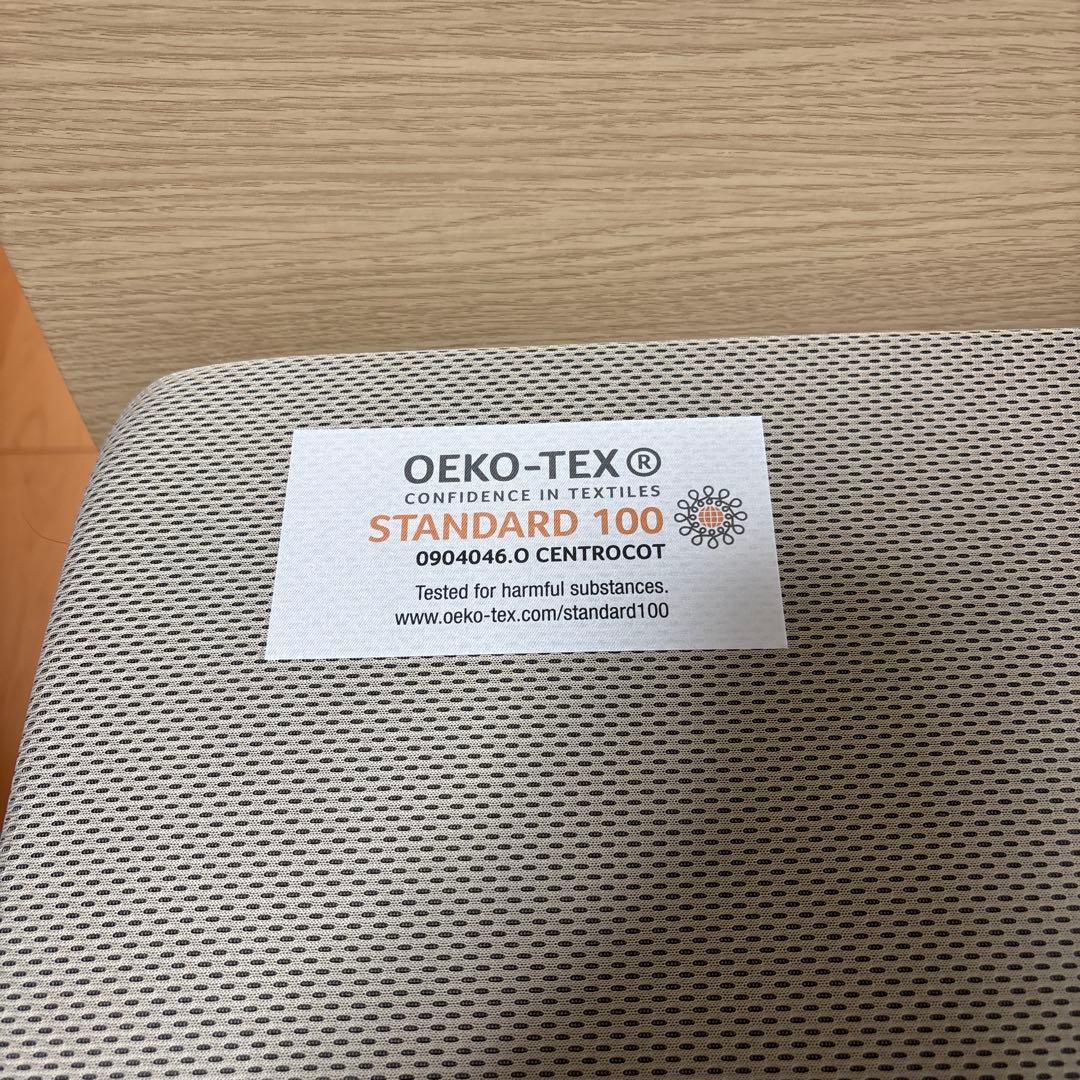 OEKO-TEX®
CONFIDENCE IN TEXTILES
STANDARD 100
0904046.O CENTROCOT
Tested for harmful substances.
www.oeko-tex.com/standard100